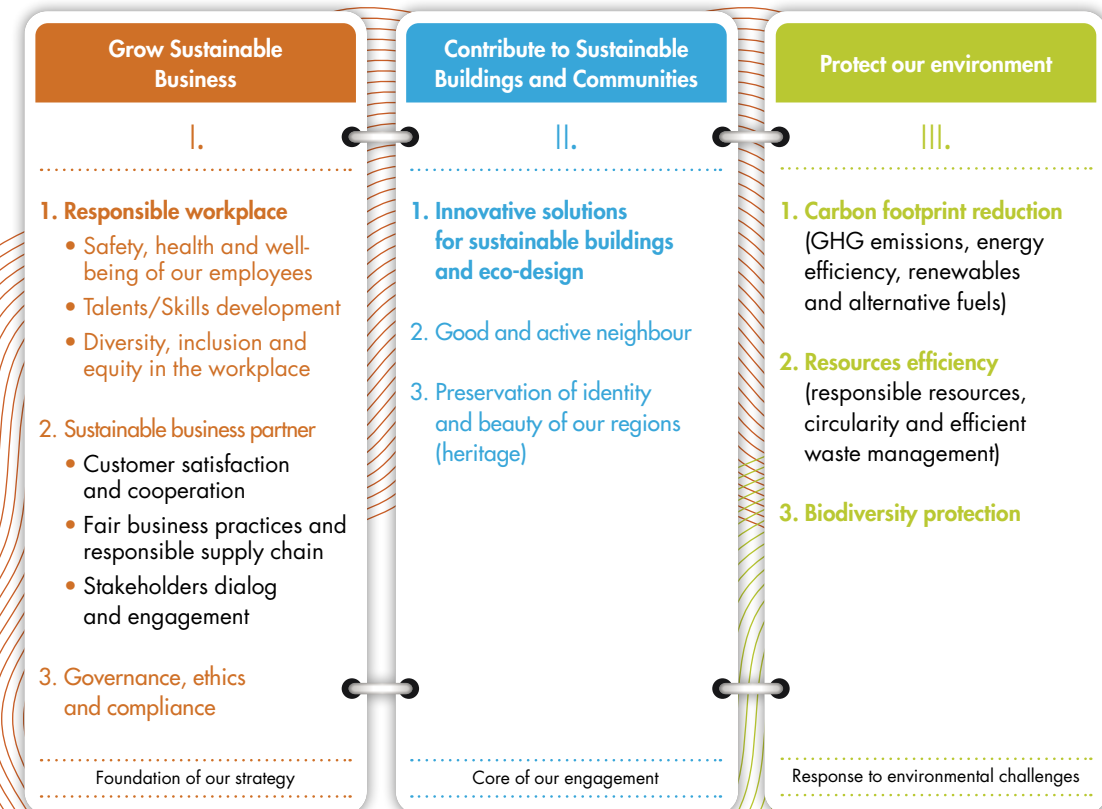 Grow Sustainable
Business
I.
1. Responsible workplace
• Safety, health and well-
being of our employees
• Talents/Skills development
• Diversity, inclusion and
equity in the workplace
2. Sustainable business partner
• Customer satisfaction
and cooperation
• Fair business practices and
responsible supply chain
• Stakeholders dialog
and engagement
3. Governance, ethics
and compliance
Foundation of our strategy
Contribute to Sustainable
Buildings and Communities
II.
1. Innovative solutions
for sustainable buildings
and eco-design
2. Good and active neighbour
3. Preservation of identity
and beauty of our regions
(heritage)
Core of our engagement
Protect our environment
III.
1. Carbon footprint reduction
(GHG emissions, energy
efficiency, renewables
and alternative fuels)
2. Resources efficiency
(responsible resources,
circularity and efficient
waste management)
3. Biodiversity protection
Response to environmental challenges